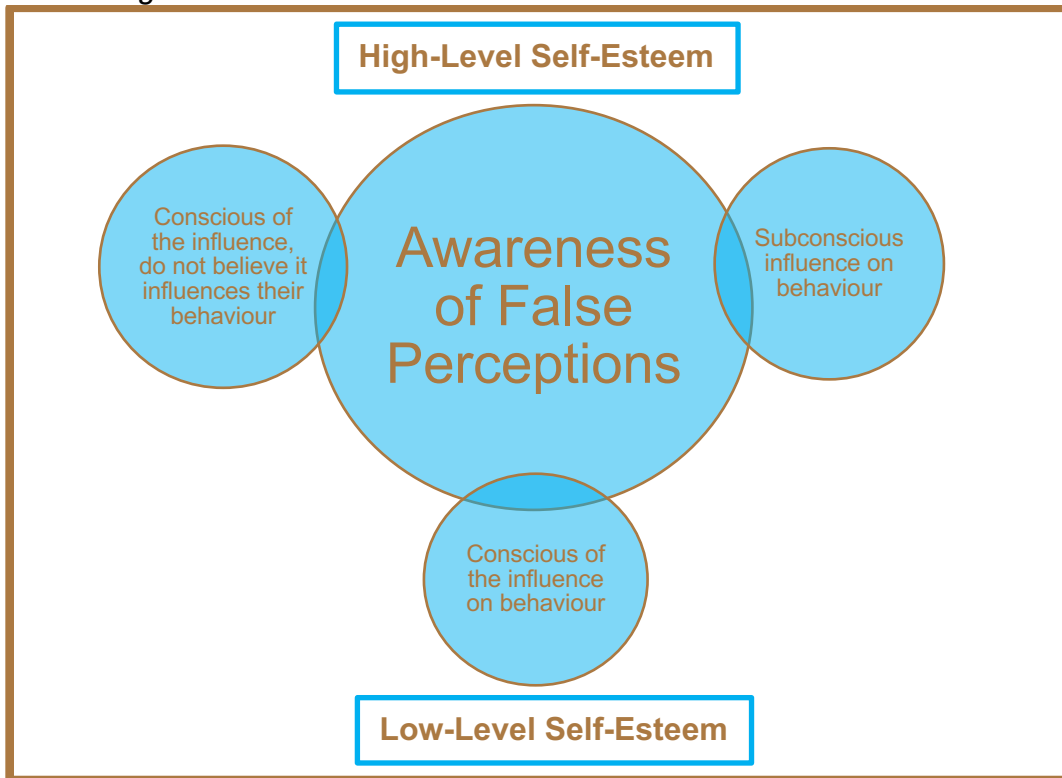 High-Level Self-Esteem
Conscious of
the influence,
do not believe it
influences their
behaviour
Awareness
of False
Perceptions
Subconscious
influence on
behaviour
Conscious of
the influence
on behaviour
Low-Level Self-Esteem